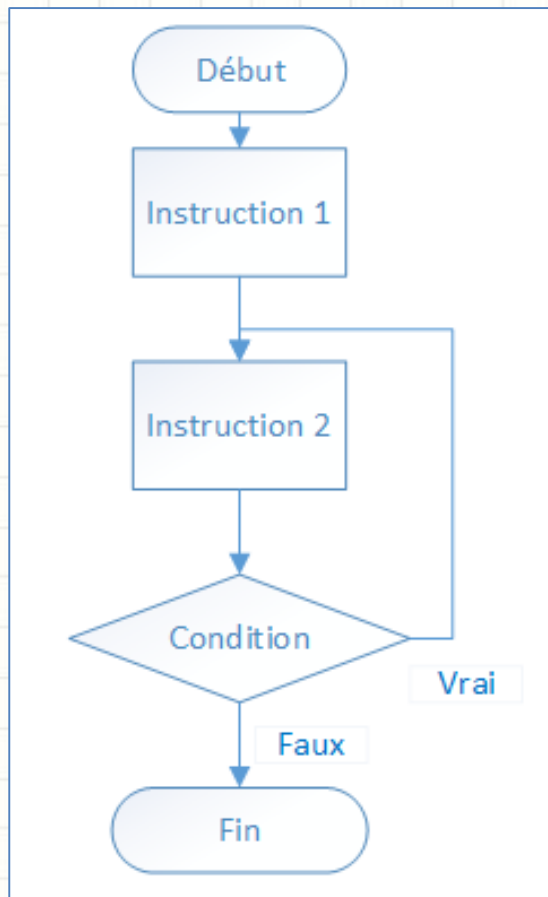 Début
Instruction 1
Instruction 2
Condition
Vrai
Faux
Fin